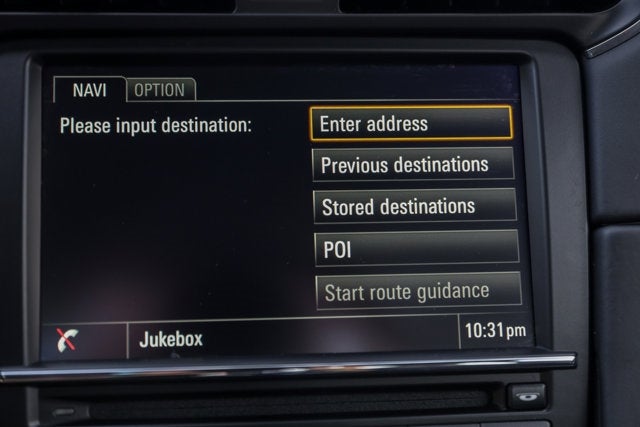 NAVI OPTION
Please input destination:
Enter address
Previous destinations
Stored destinations
POI
Start route guidance
Jukebox 10:31pm